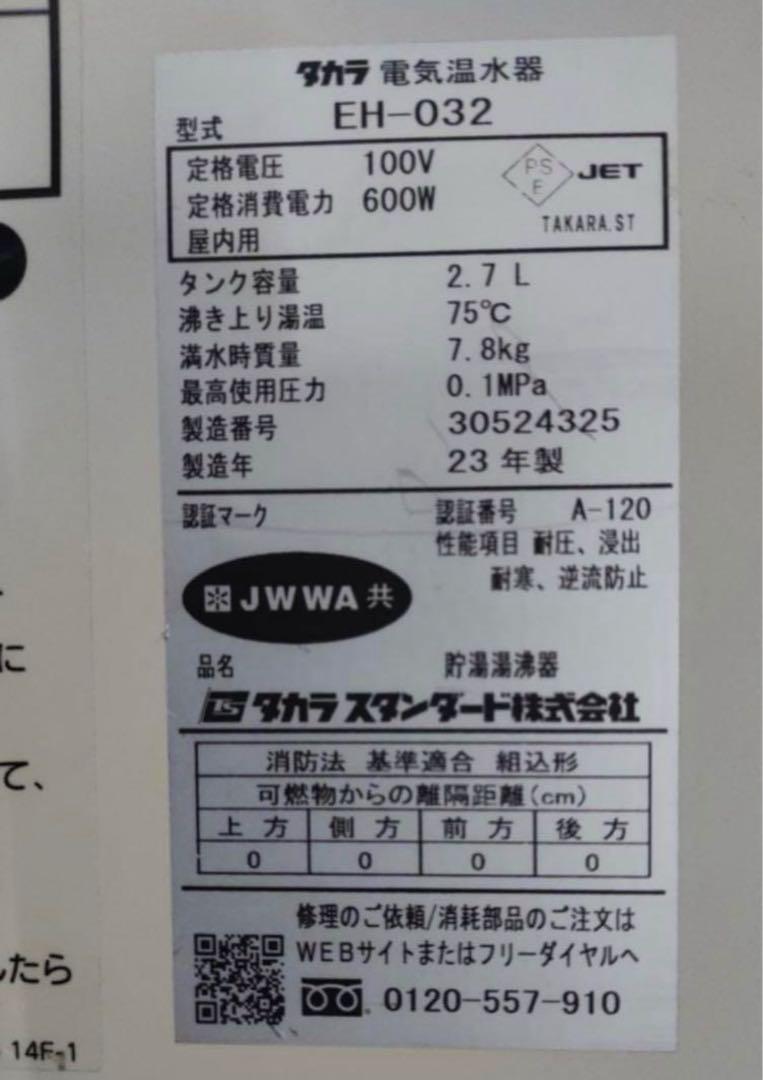 タカラ 電気温水器
型式 EH-032
定格電圧 100V
定格消費電力 600W
屋内用
PS E JET
TAKARA.ST
タンク容量 2.7 L
沸き上り湯温 75℃
満水時質量 7.8kg
最高使用圧力 0.1MPa
製造番号 30524325
製造年 23 年製
認証マーク 認証番号 A-120
性能項目 耐圧、浸出
耐寒、逆流防止
JWWA 共
品名 貯湯湯沸器
TS タカラスタンダード株式会社
消防法 基準適合 組込形
可燃物からの離隔距離(cm)
上方 側方 前方 後方
0 0 0 0
修理のご依頼/消耗部品のご注文は
WEBサイトまたはフリーダイヤルへ
0120-557-910
に
て、
たら
14F-1